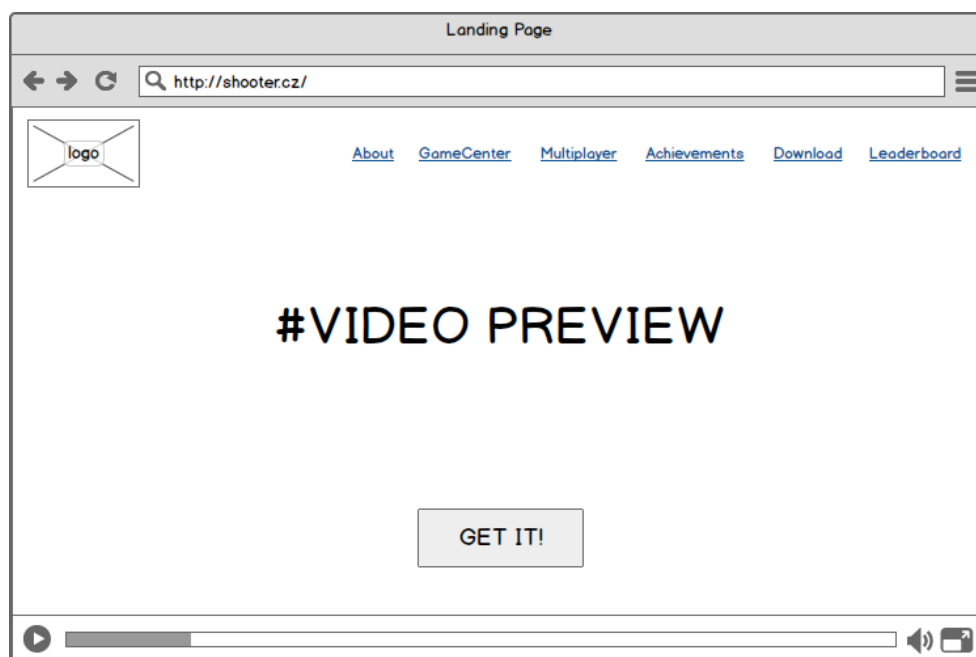 Landing Page
http://shooter.cz/
logo
About GameCenter Multiplayer Achievements Download Leaderboard
#VIDEO PREVIEW
GET IT!